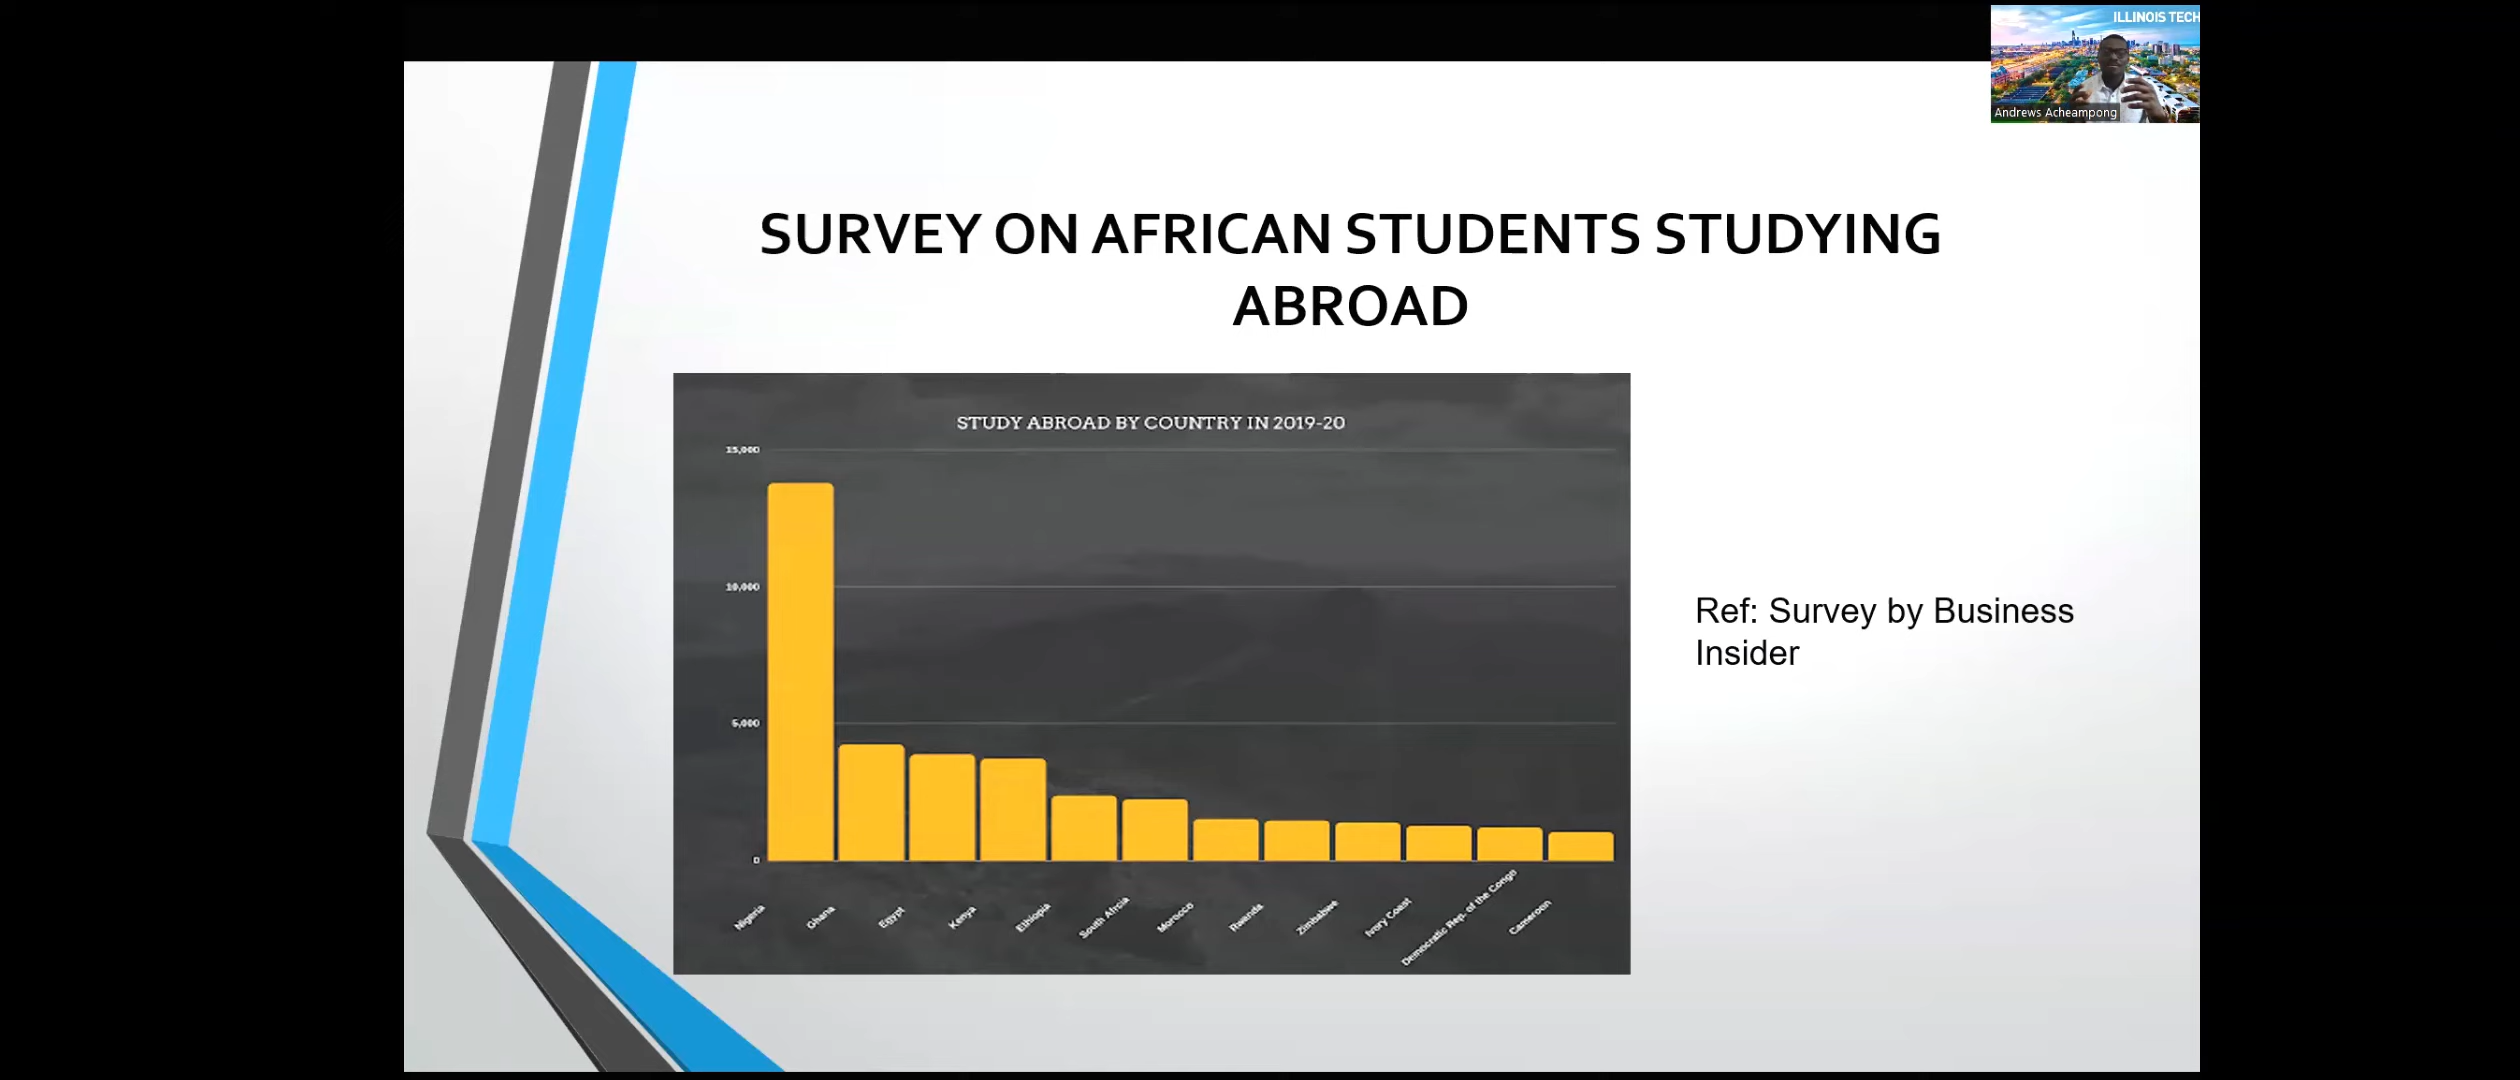 ILLINOIS TECH
Andrews Acheampong
SURVEY ON AFRICAN STUDENTS STUDYING
ABROAD
STUDY ABROAD BY COUNTRY IN 2019-20
15,000
10,000
5,000
0
Nigeria
Ghana
Egypt
Kenya
Ethiopia
South Africia
Morocco
Rwanda
Zimbabwe
Ivory Coast
Democratic Rep. of the Congo
Cameroon
Ref: Survey by Business
Insider